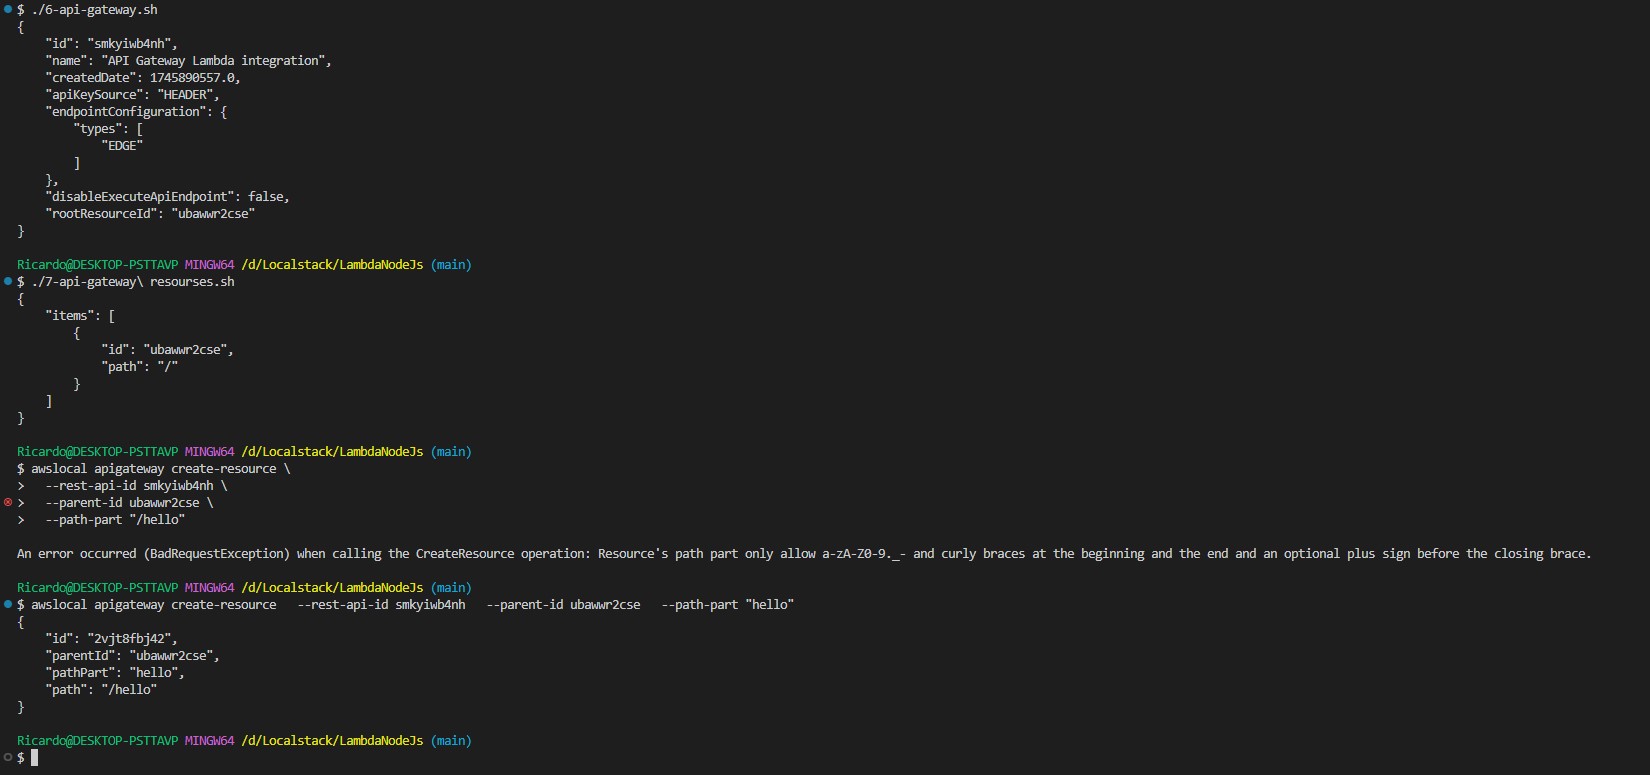 $ ./6-api-gateway.sh
{
    "id": "smkyiwb4nh",
    "name": "API Gateway Lambda integration",
    "createdDate": 1745890557.0,
    "apiKeySource": "HEADER",
    "endpointConfiguration": {
        "types": [
            "EDGE"
        ]
    },
    "disableExecuteApiEndpoint": false,
    "rootResourceId": "ubawwr2cse"
}
Ricardo@DESKTOP-PSTTAVP MINGW64 /d/Localstack/LambdaNodeJs (main)
$ ./7-api-gateway\ resourses.sh
{
    "items": [
        {
            "id": "ubawwr2cse",
            "path": "/"
        }
    ]
}
Ricardo@DESKTOP-PSTTAVP MINGW64 /d/Localstack/LambdaNodeJs (main)
$ awslocal apigateway create-resource \
>   --rest-api-id smkyiwb4nh \
>   --parent-id ubawwr2cse \
>   --path-part "/hello"
An error occurred (BadRequestException) when calling the CreateResource operation: Resource's path part only allow a-zA-Z0-9._- and curly braces at the beginning and the end and an optional plus sign before the closing brace.
Ricardo@DESKTOP-PSTTAVP MINGW64 /d/Localstack/LambdaNodeJs (main)
$ awslocal apigateway create-resource   --rest-api-id smkyiwb4nh   --parent-id ubawwr2cse   --path-part "hello"
{
    "id": "2vjt8fbj42",
    "parentId": "ubawwr2cse",
    "pathPart": "hello",
    "path": "/hello"
}
Ricardo@DESKTOP-PSTTAVP MINGW64 /d/Localstack/LambdaNodeJs (main)
$